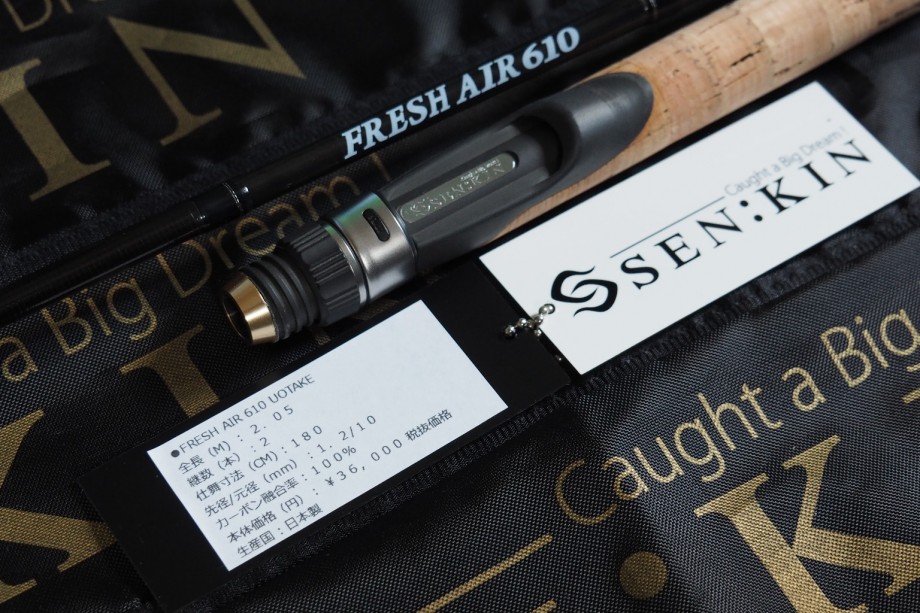 IN
FRESH AIR 610
Caught a Big Dream !
SEN:KIN
a Big Dream !
KIN
●FRESH AIR 610 UOTAKE
全長（M）：2．05
継数（本）：2
仕舞寸法（CM）：180
先径/元径（mm）：1．2/10
カーボン融合率：100％
本体価格（円）：￥36，000 税抜価格
生産国：日本製
Caught a Big
K